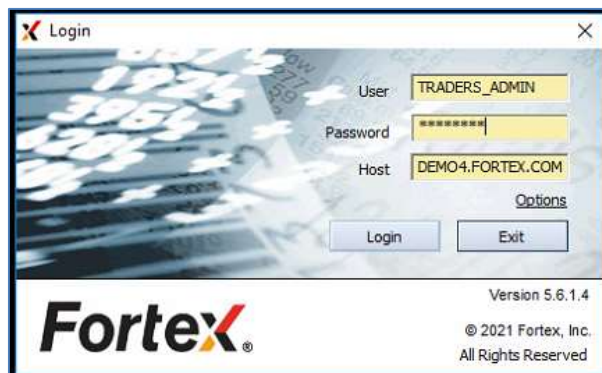 Login
User TRADERS_ADMIN
Password ********
Host DEMO4.FORTEX.COM
Options
Login Exit
Version 5.6.1.4
Fortex®
© 2021 Fortex, Inc.
All Rights Reserved